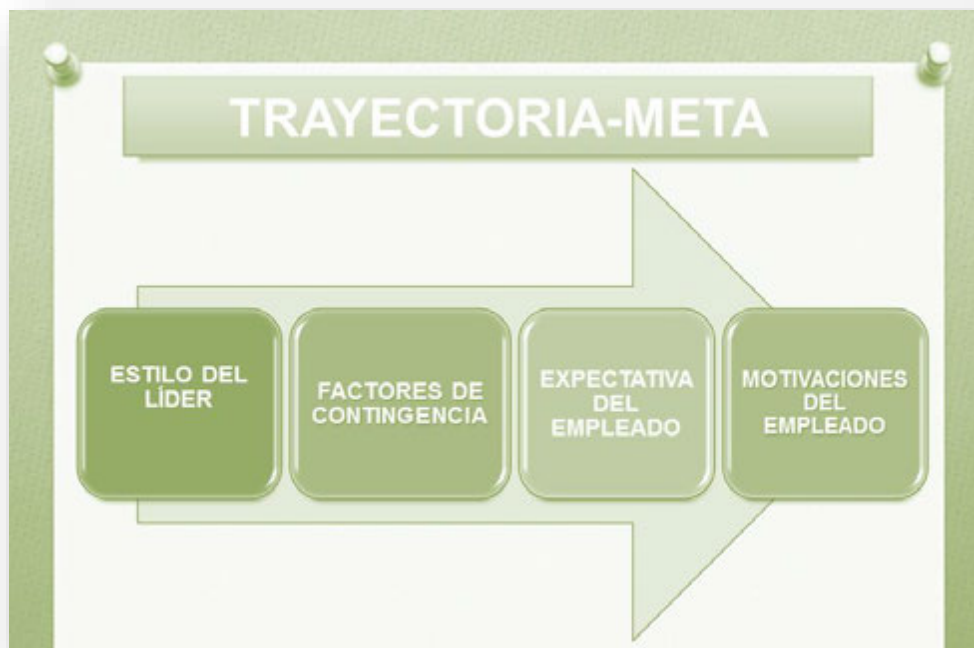 TRAYECTORIA-META
ESTILO DEL
LÍDER
FACTORES DE
CONTINGENCIA
EXPECTATIVA
DEL
EMPLEADO
MOTIVACIONES
DEL
EMPLEADO